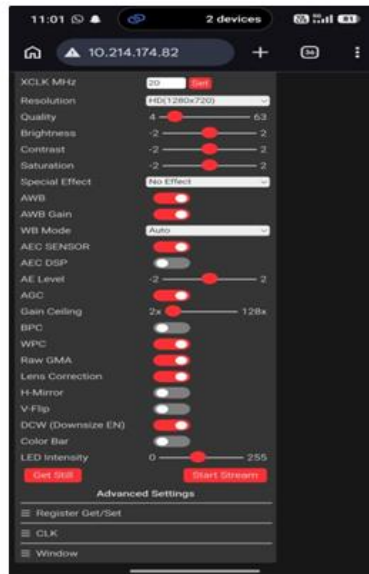 11:01 2 devices
10.214.174.82
XCLK MHz 20 Set
Resolution HD(1280x720)
Quality 4 63
Brightness -2 2
Contrast -2 2
Saturation -2 2
Special Effect No Effect
AWB
AWB Gain
WB Mode Auto
AEC SENSOR
AEC DSP
AE Level -2 2
AGC
Gain Ceiling 2x 128x
BPC
WPC
Raw GMA
Lens Correction
H-Mirror
V-Flip
DCW (Downsize EN)
Color Bar
LED Intensity 0 255
Get Still Start Stream
Advanced Settings
Register Get/Set
CLK
Window